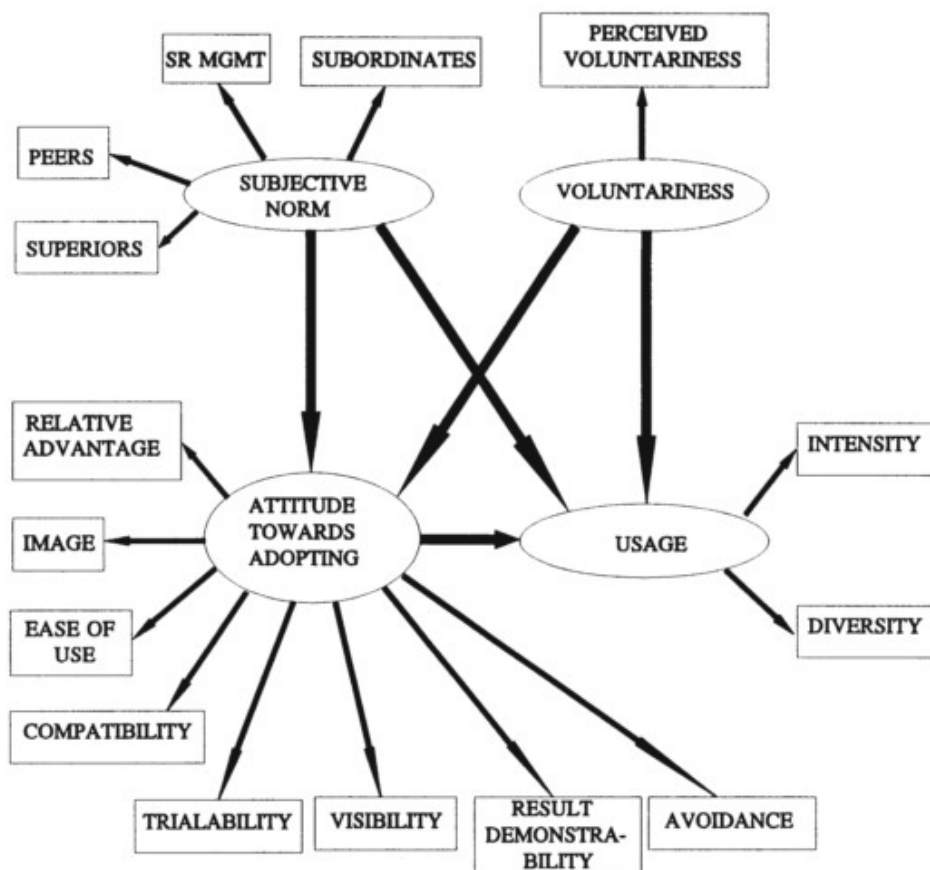 SR MGMT
SUBORDINATES
PERCEIVED
VOLUNTARINESS
PEERS
SUBJECTIVE
NORM
VOLUNTARINESS
SUPERIORS
RELATIVE
ADVANTAGE
INTENSITY
ATTITUDE
TOWARDS
ADOPTING
IMAGE
USAGE
EASE OF
USE
DIVERSITY
COMPATIBILITY
TRIALABILITY
VISIBILITY
RESULT
DEMONSTRA-
BILITY
AVOIDANCE